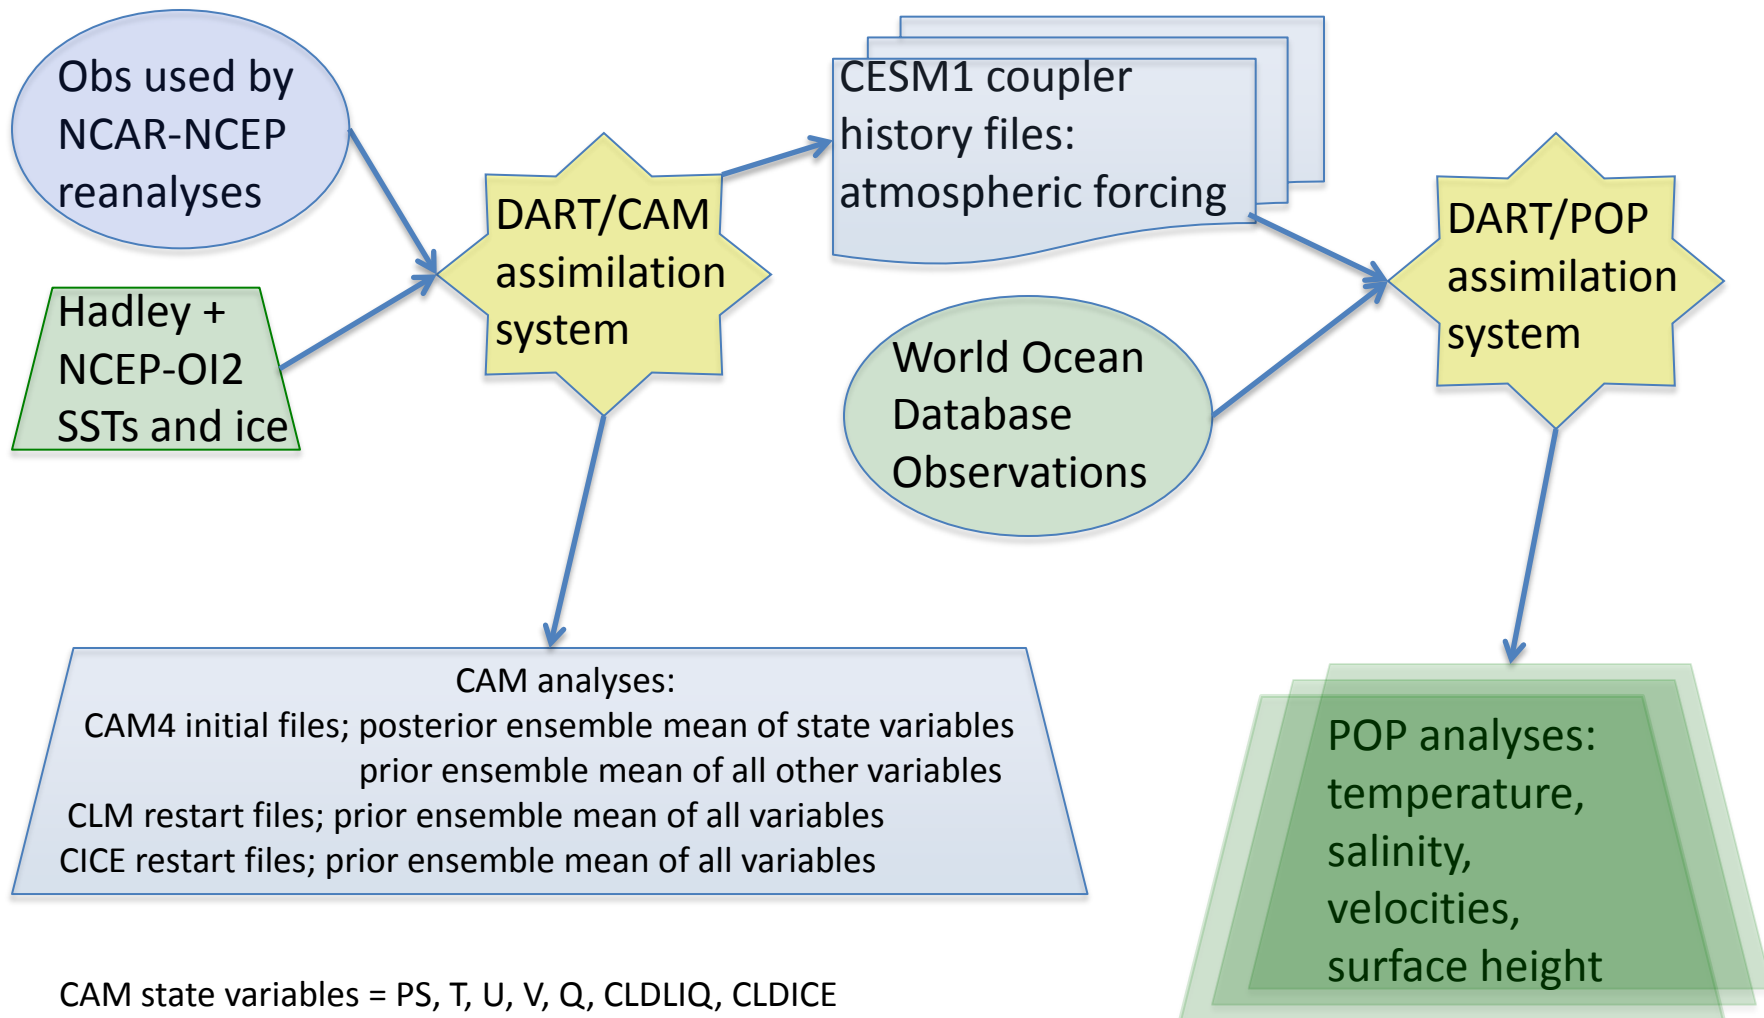 Obs used by
NCAR-NCEP
reanalyses
Hadley +
NCEP-OI2
SSTs and ice
DART/CAM
assimilation
system
CESM1 coupler
history files:
atmospheric forcing
World Ocean
Database
Observations
DART/POP
assimilation
system
CAM analyses:
CAM4 initial files; posterior ensemble mean of state variables
prior ensemble mean of all other variables
CLM restart files; prior ensemble mean of all variables
CICE restart files; prior ensemble mean of all variables
POP analyses:
temperature,
salinity,
velocities,
surface height
CAM state variables = PS, T, U, V, Q, CLDLIQ, CLDICE